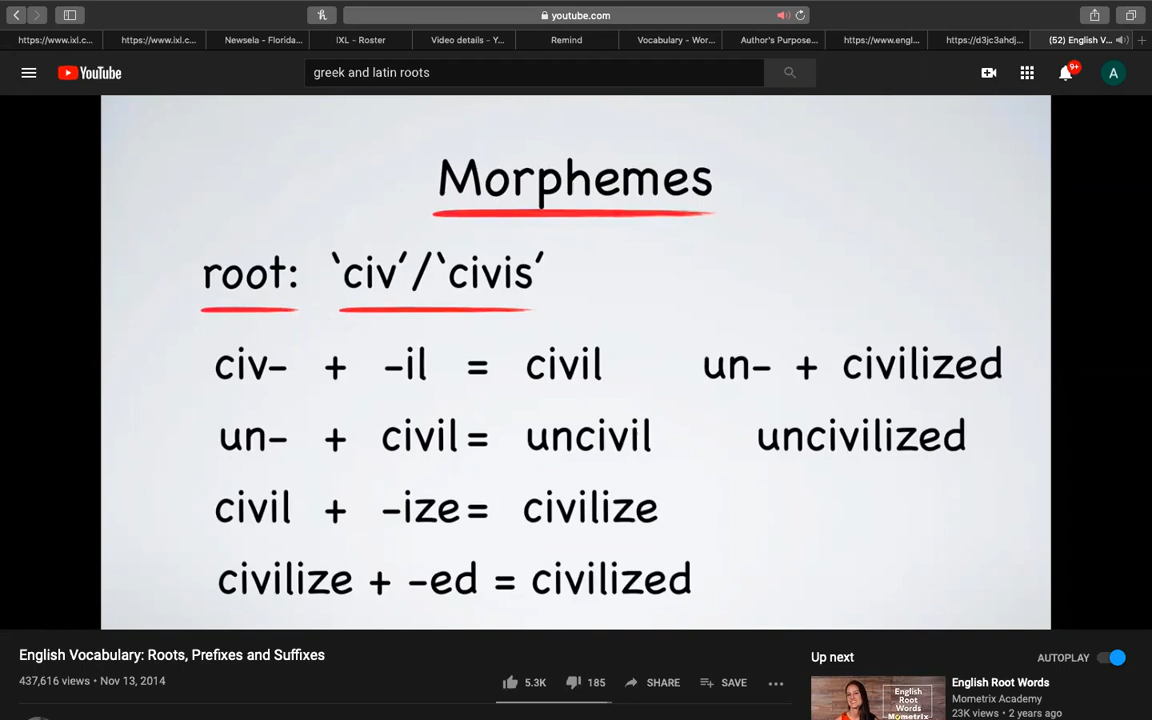 youtube.com
https://www.ixl.c...
https://www.ixl.c...
Newsela - Florida...
IXL - Roster
Video details - Y...
Remind
Vocabulary - Wor...
Author's Purpose...
https://www.engl...
https://d3jc3ahdj...
(52) English V...
YouTube
greek and latin roots
9+
A
Morphemes
root: 'civ'/'civis'
civ- + -il = civil un- + civilized
un- + civil = uncivil uncivilized
civil + -ize = civilize
civilize + -ed = civilized
English Vocabulary: Roots, Prefixes and Suffixes
437,616 views • Nov 13, 2014
5.3K
185
SHARE
SAVE
Up next
AUTOPLAY
English Root Words Mometrix
English Root Words
Mometrix Academy
23K views • 2 years ago